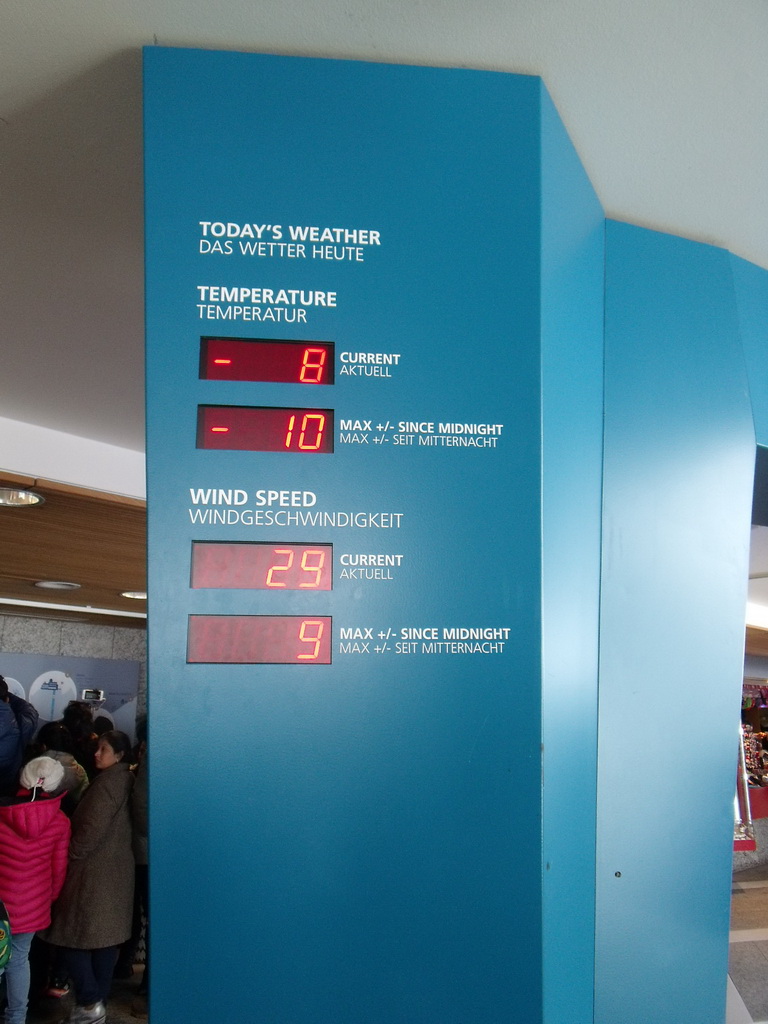 TODAY'S WEATHER
DAS WETTER HEUTE
TEMPERATURE
TEMPERATUR
- 8
CURRENT
AKTUELL
- 10
MAX +/- SINCE MIDNIGHT
MAX +/- SEIT MITTERNACHT
WIND SPEED
WINDGESCHWINDIGKEIT
29
CURRENT
AKTUELL
9
MAX +/- SINCE MIDNIGHT
MAX +/- SEIT MITTERNACHT